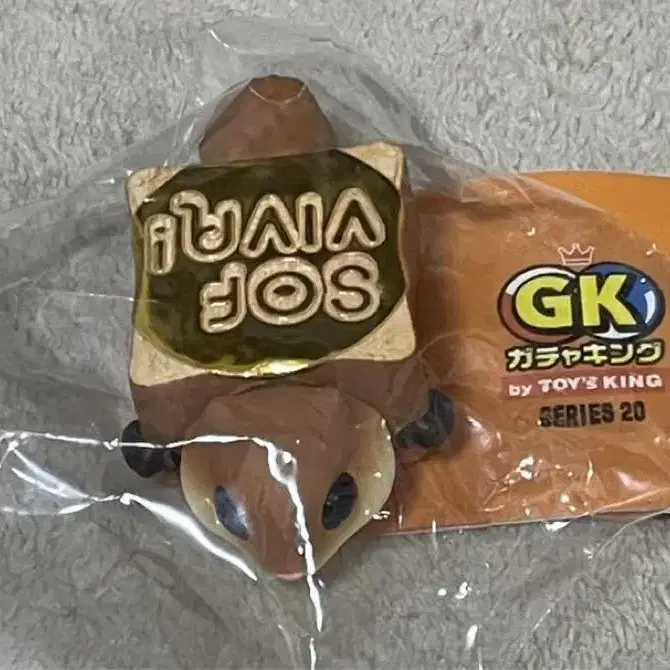 SOF
VIVA!
GK
ガチャキング
by TOY'S KING
SERIES 20